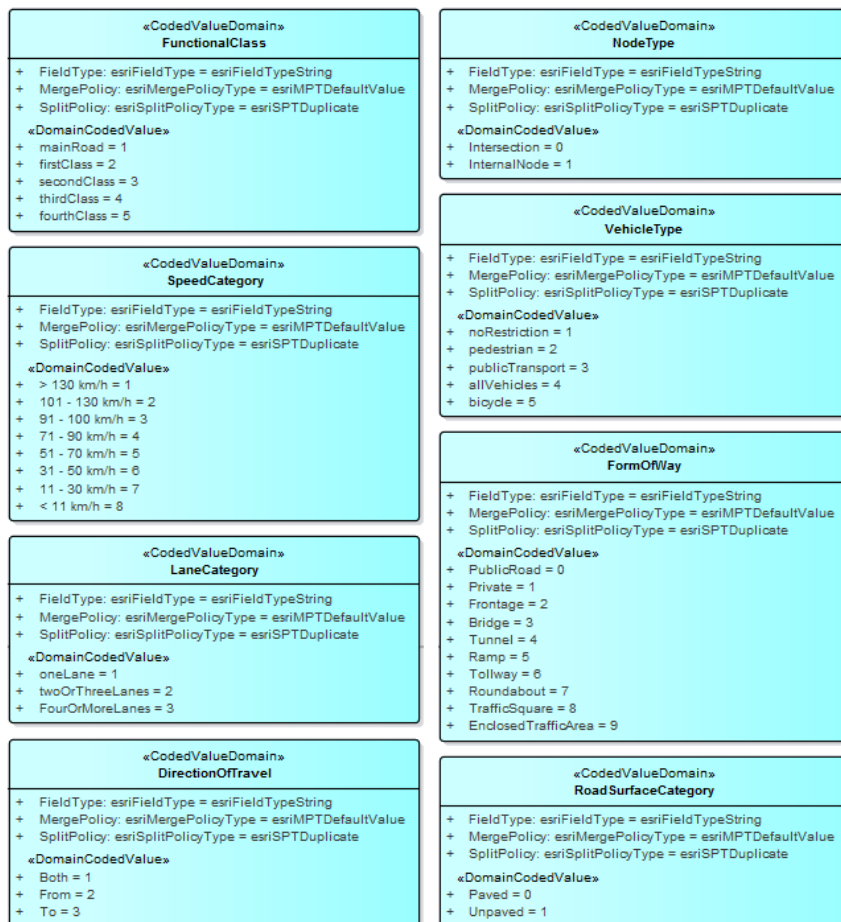 «CodedValueDomain»
FunctionalClass
+ FieldType: esriFieldType = esriFieldTypeString
+ MergePolicy: esriMergePolicyType = esriMPTDefaultValue
+ SplitPolicy: esriSplitPolicyType = esriSPTDuplicate
«DomainCodedValue»
+ mainRoad = 1
+ firstClass = 2
+ secondClass = 3
+ thirdClass = 4
+ fourthClass = 5
«CodedValueDomain»
SpeedCategory
+ FieldType: esriFieldType = esriFieldTypeString
+ MergePolicy: esriMergePolicyType = esriMPTDefaultValue
+ SplitPolicy: esriSplitPolicyType = esriSPTDuplicate
«DomainCodedValue»
+ > 130 km/h = 1
+ 101 - 130 km/h = 2
+ 91 - 100 km/h = 3
+ 71 - 90 km/h = 4
+ 51 - 70 km/h = 5
+ 31 - 50 km/h = 6
+ 11 - 30 km/h = 7
+ < 11 km/h = 8
«CodedValueDomain»
LaneCategory
+ FieldType: esriFieldType = esriFieldTypeString
+ MergePolicy: esriMergePolicyType = esriMPTDefaultValue
+ SplitPolicy: esriSplitPolicyType = esriSPTDuplicate
«DomainCodedValue»
+ oneLane = 1
+ twoOrThreeLanes = 2
+ FourOrMoreLanes = 3
«CodedValueDomain»
DirectionOfTravel
+ FieldType: esriFieldType = esriFieldTypeString
+ MergePolicy: esriMergePolicyType = esriMPTDefaultValue
+ SplitPolicy: esriSplitPolicyType = esriSPTDuplicate
«DomainCodedValue»
+ Both = 1
+ From = 2
+ To = 3
«CodedValueDomain»
NodeType
+ FieldType: esriFieldType = esriFieldTypeString
+ MergePolicy: esriMergePolicyType = esriMPTDefaultValue
+ SplitPolicy: esriSplitPolicyType = esriSPTDuplicate
«DomainCodedValue»
+ Intersection = 0
+ InternalNode = 1
«CodedValueDomain»
VehicleType
+ FieldType: esriFieldType = esriFieldTypeString
+ MergePolicy: esriMergePolicyType = esriMPTDefaultValue
+ SplitPolicy: esriSplitPolicyType = esriSPTDuplicate
«DomainCodedValue»
+ noRestriction = 1
+ pedestrian = 2
+ publicTransport = 3
+ allVehicles = 4
+ bicycle = 5
«CodedValueDomain»
FormOfWay
+ FieldType: esriFieldType = esriFieldTypeString
+ MergePolicy: esriMergePolicyType = esriMPTDefaultValue
+ SplitPolicy: esriSplitPolicyType = esriSPTDuplicate
«DomainCodedValue»
+ PublicRoad = 0
+ Private = 1
+ Frontage = 2
+ Bridge = 3
+ Tunnel = 4
+ Ramp = 5
+ Tollway = 6
+ Roundabout = 7
+ TrafficSquare = 8
+ EnclosedTrafficArea = 9
«CodedValueDomain»
RoadSurfaceCategory
+ FieldType: esriFieldType = esriFieldTypeString
+ MergePolicy: esriMergePolicyType = esriMPTDefaultValue
+ SplitPolicy: esriSplitPolicyType = esriSPTDuplicate
«DomainCodedValue»
+ Paved = 0
+ Unpaved = 1